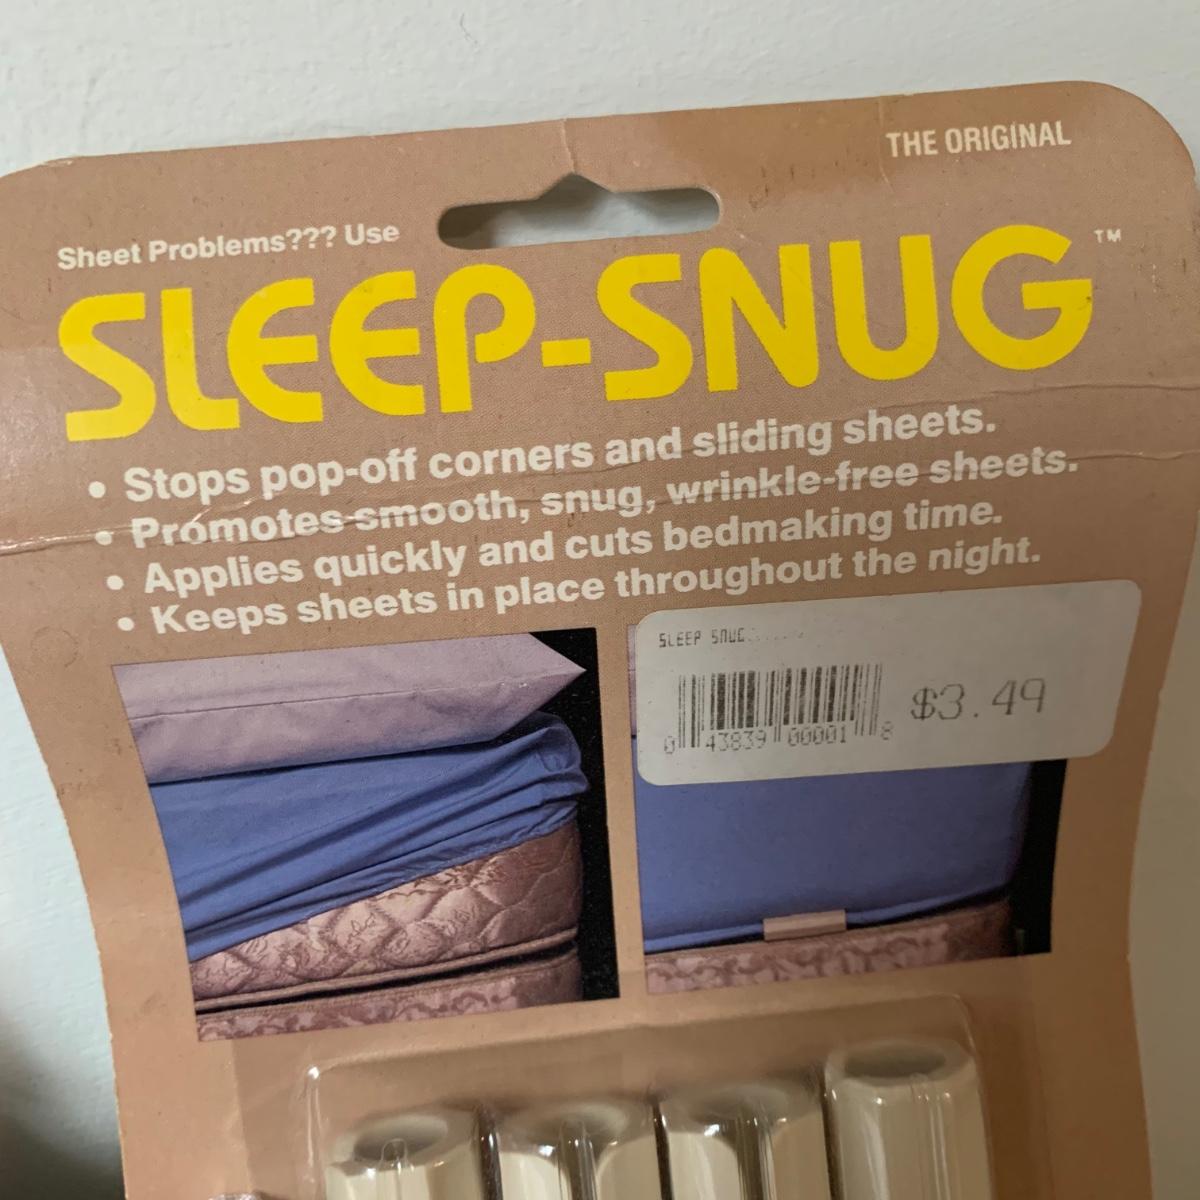 THE ORIGINAL
Sheet Problems??? Use
SLEEP-SNUG™
• Stops pop-off corners and sliding sheets.
• Promotes smooth, snug, wrinkle-free sheets.
• Applies quickly and cuts bedmaking time.
• Keeps sheets in place throughout the night.
SLEEP SNUG
$3.49
0 43839 00001 8